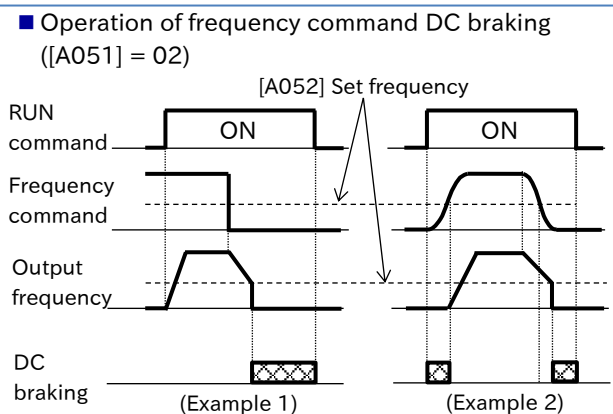 ■ Operation of frequency command DC braking
([A051] = 02)
[A052] Set frequency
RUN
command
ON
ON
Frequency
command
Output
frequency
DC
braking
(Example 1)
(Example 2)